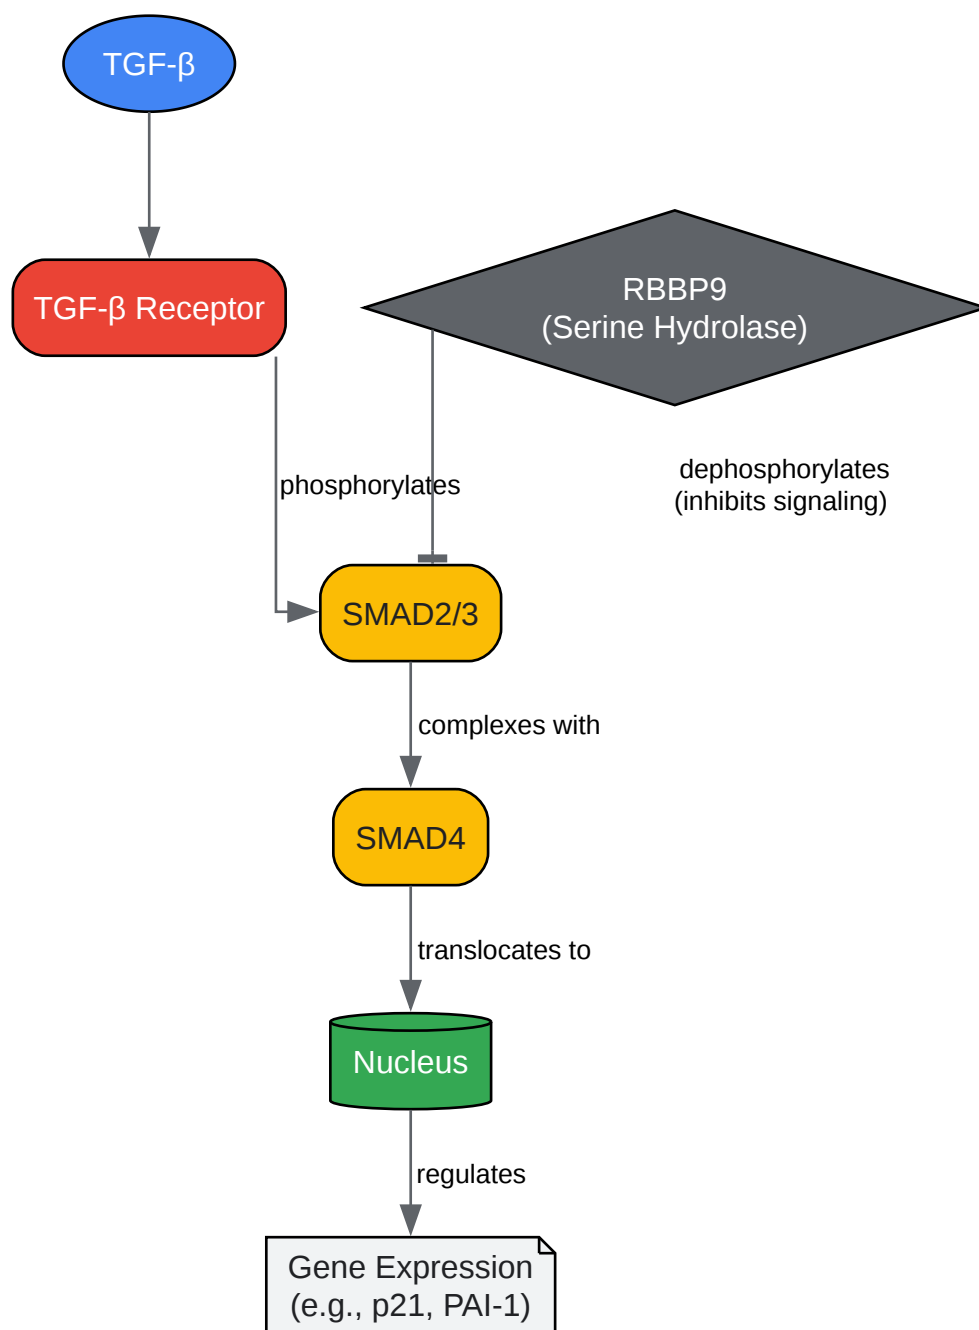 TGF-β
TGF-β Receptor
RBBP9
(Serine Hydrolase)
phosphorylates
dephosphorylates
(inhibits signaling)
SMAD2/3
complexes with
SMAD4
translocates to
Nucleus
regulates
Gene Expression
(e.g., p21, PAI-1)